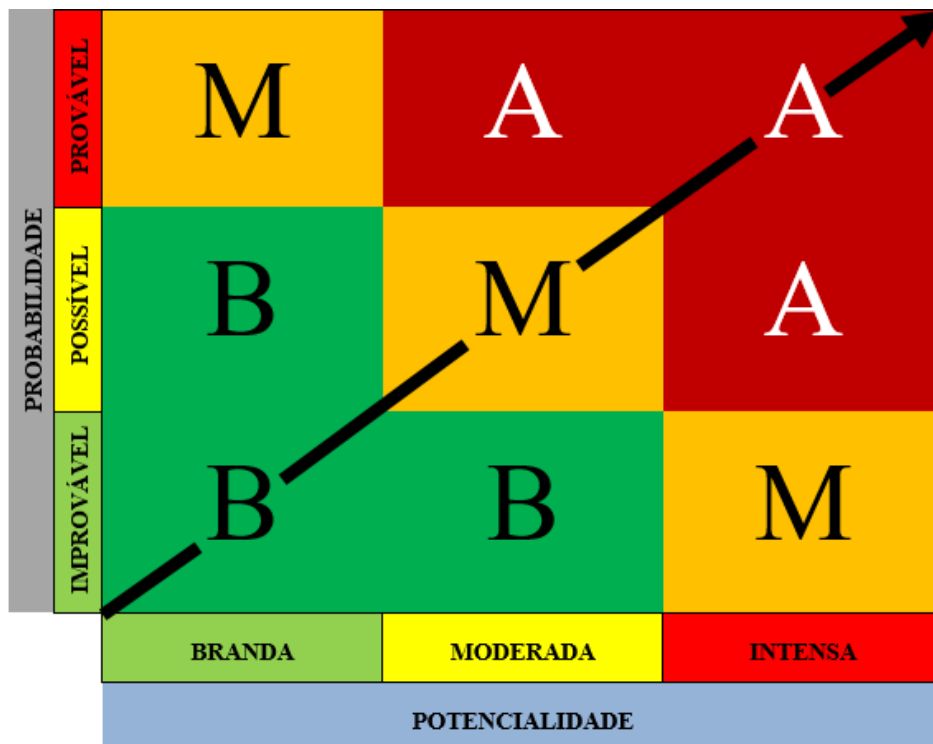 PROBABILIDADE
PROVÁVEL
M
A
A
POSSÍVEL
B
M
A
IMPROVÁVEL
B
B
M
BRANDA
MODERADA
INTENSA
POTENCIALIDADE